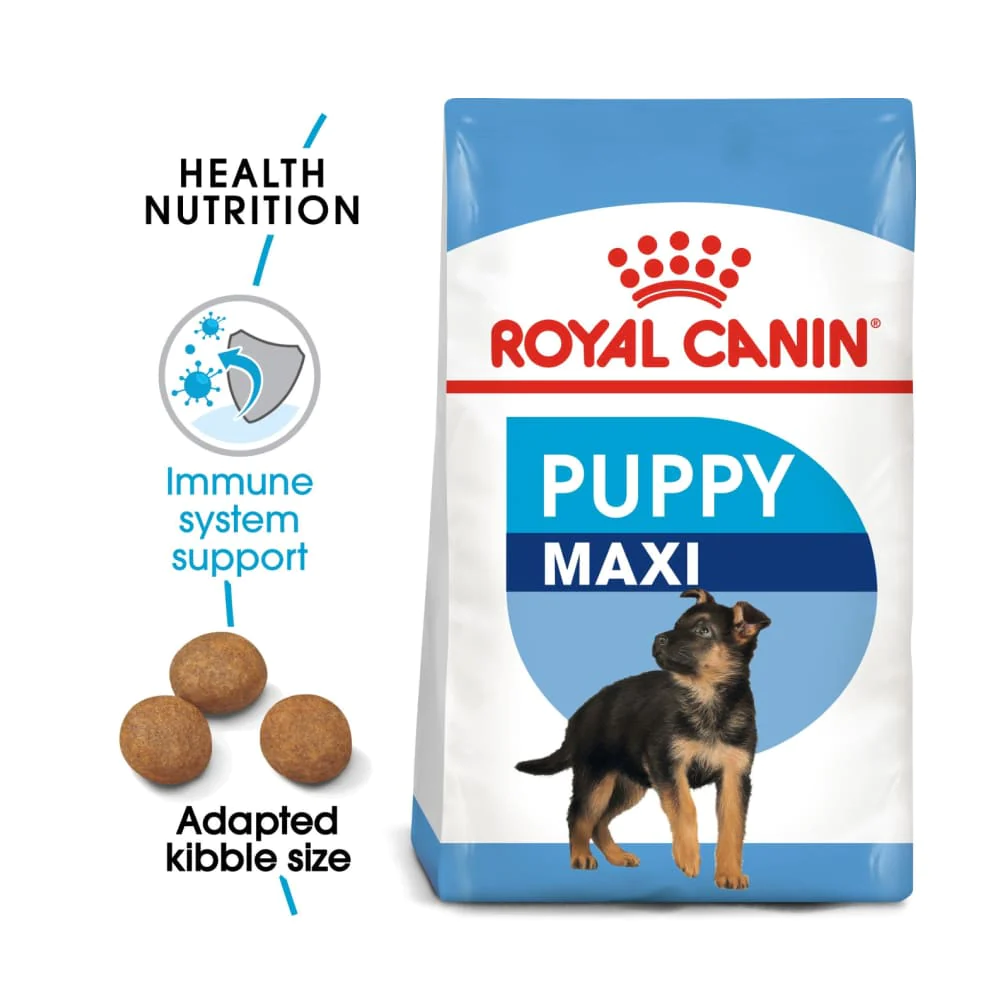 HEALTH
NUTRITION
Immune
system
support
Adapted
kibble size
ROYAL CANIN®
PUPPY
MAXI